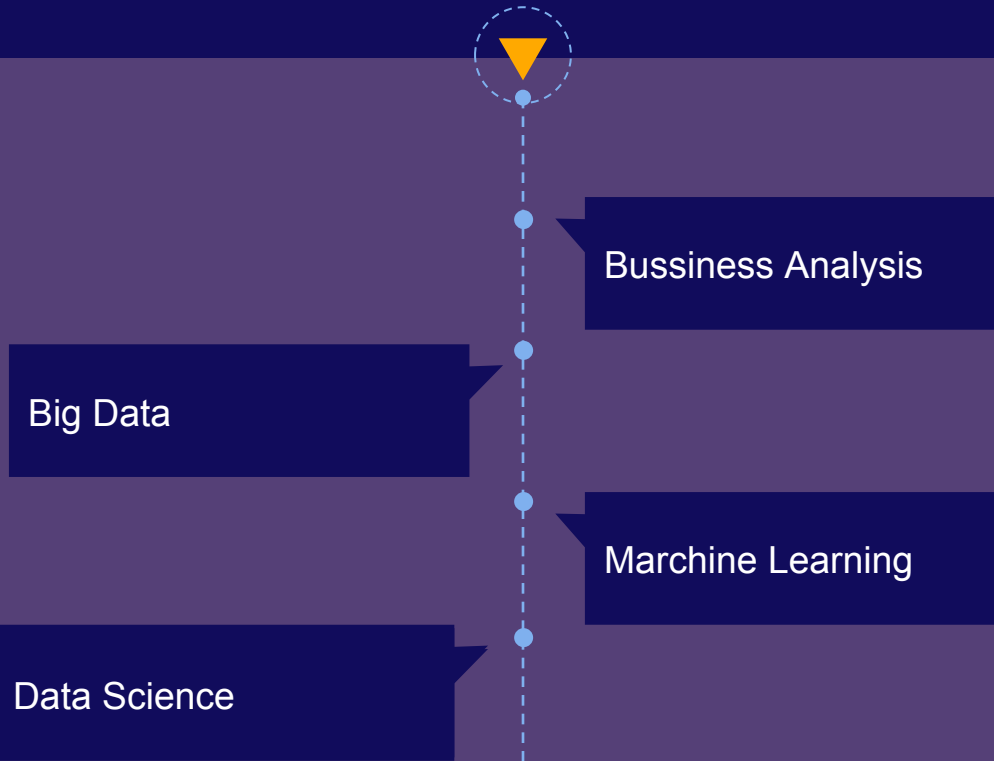 Bussiness Analysis
Big Data
Marchine Learning
Data Science